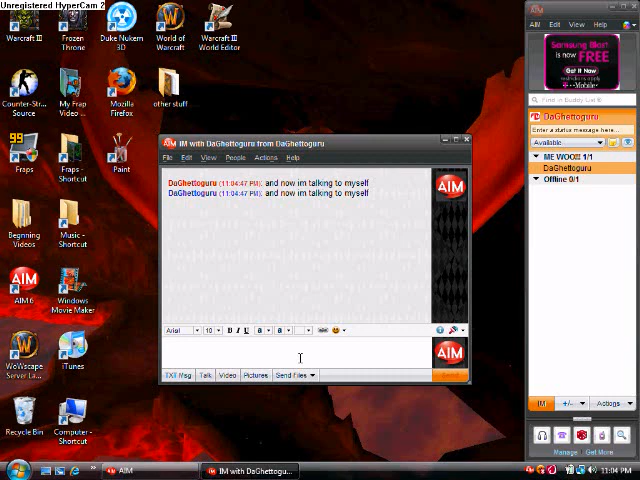 Unregistered HyperCam 2
Warcraft III
Frozen
Throne
Duke Nukem
3D
World of
Warcraft
Warcraft III
World Editor
Counter-Str...
Source
My Frap
Video ...
Mozilla
Firefox
other stuff
99
Fraps
Fraps -
Shortcut
Paint
Beginning
Videos
Music -
Shortcut
AIM
AIM 6
Windows
Movie Maker
WoWscape
Server La...
iTunes
Recycle Bin
Computer -
Shortcut
IM with DaGhettoguru from DaGhettoguru
File Edit View People Actions Help
DaGhettoguru (11:04:47 PM): and now im talking to myself
DaGhettoguru (11:04:47 PM): and now im talking to myself
AIM
Arial 10 B I U a a
AIM
TXT Msg Talk Video Pictures Send Files
AIM Edit View Help
Samsung Blast
is now FREE
Get It Now
T-Mobile
Find in Buddy List
DaGhettoguru
Enter a status message here...
Available
ME WOO!! 1/1
DaGhettoguru
Offline 0/1
IM +/- Actions
Manage Get More
AIM
IM with DaGhettogu...
11:04 PM